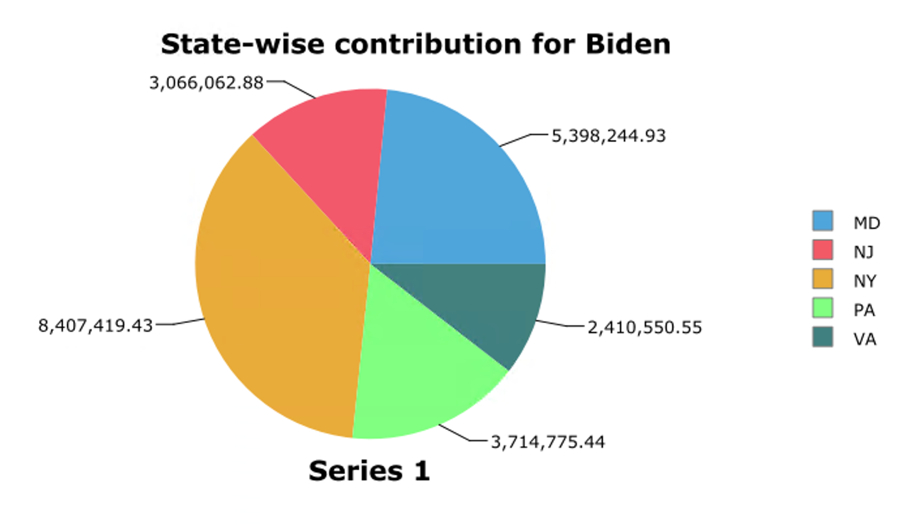 State-wise contribution for Biden
3,066,062.88
5,398,244.93
8,407,419.43
2,410,550.55
3,714,775.44
Series 1
MD
NJ
NY
PA
VA